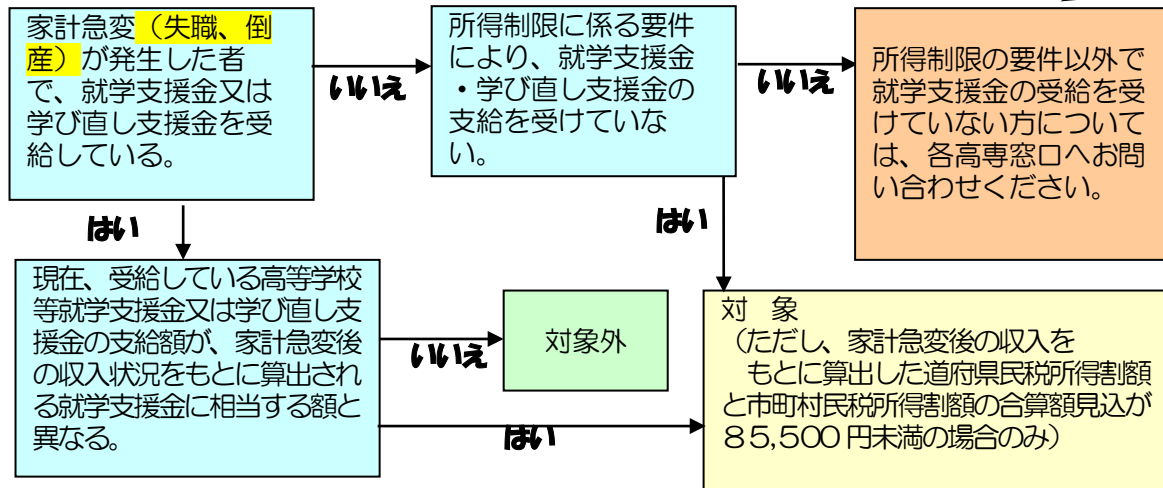 家計急変（失職、倒
産）が発生した者
で、就学支援金又は
学び直し支援金を受
給している。
いいえ
所得制限に係る要件
により、就学支援金
・学び直し支援金の
支給を受けていな
い。
いいえ
所得制限の要件以外で
就学支援金の受給を受
けていない方について
は、各高専窓口へお問
い合わせください。
はい
はい
現在、受給している高等学校
等就学支援金又は学び直し支
援金の支給額が、家計急変後
の収入状況をもとに算出され
る就学支援金に相当する額と
異なる。
いいえ
対象外
はい
対　象
（ただし、家計急変後の収入を
もとに算出した道府県民税所得割額
と市町村民税所得割額の合算額見込が
８５,５００円未満の場合のみ）